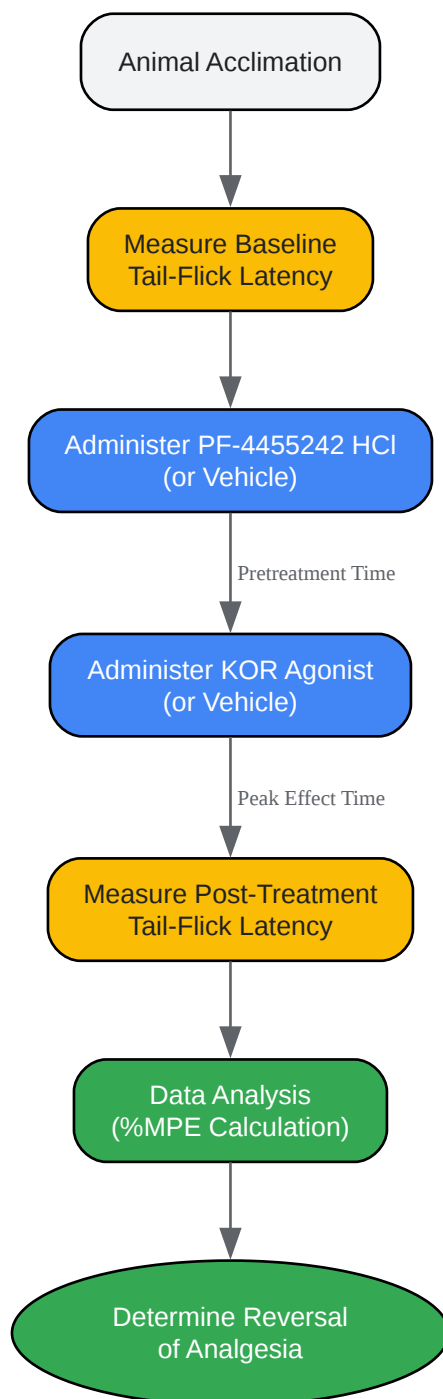 Animal Acclimation
Measure Baseline
Tail-Flick Latency
Administer PF-4455242 HCl
(or Vehicle)
Pretreatment Time
Administer KOR Agonist
(or Vehicle)
Peak Effect Time
Measure Post-Treatment
Tail-Flick Latency
Data Analysis
(%MPE Calculation)
Determine Reversal
of Analgesia